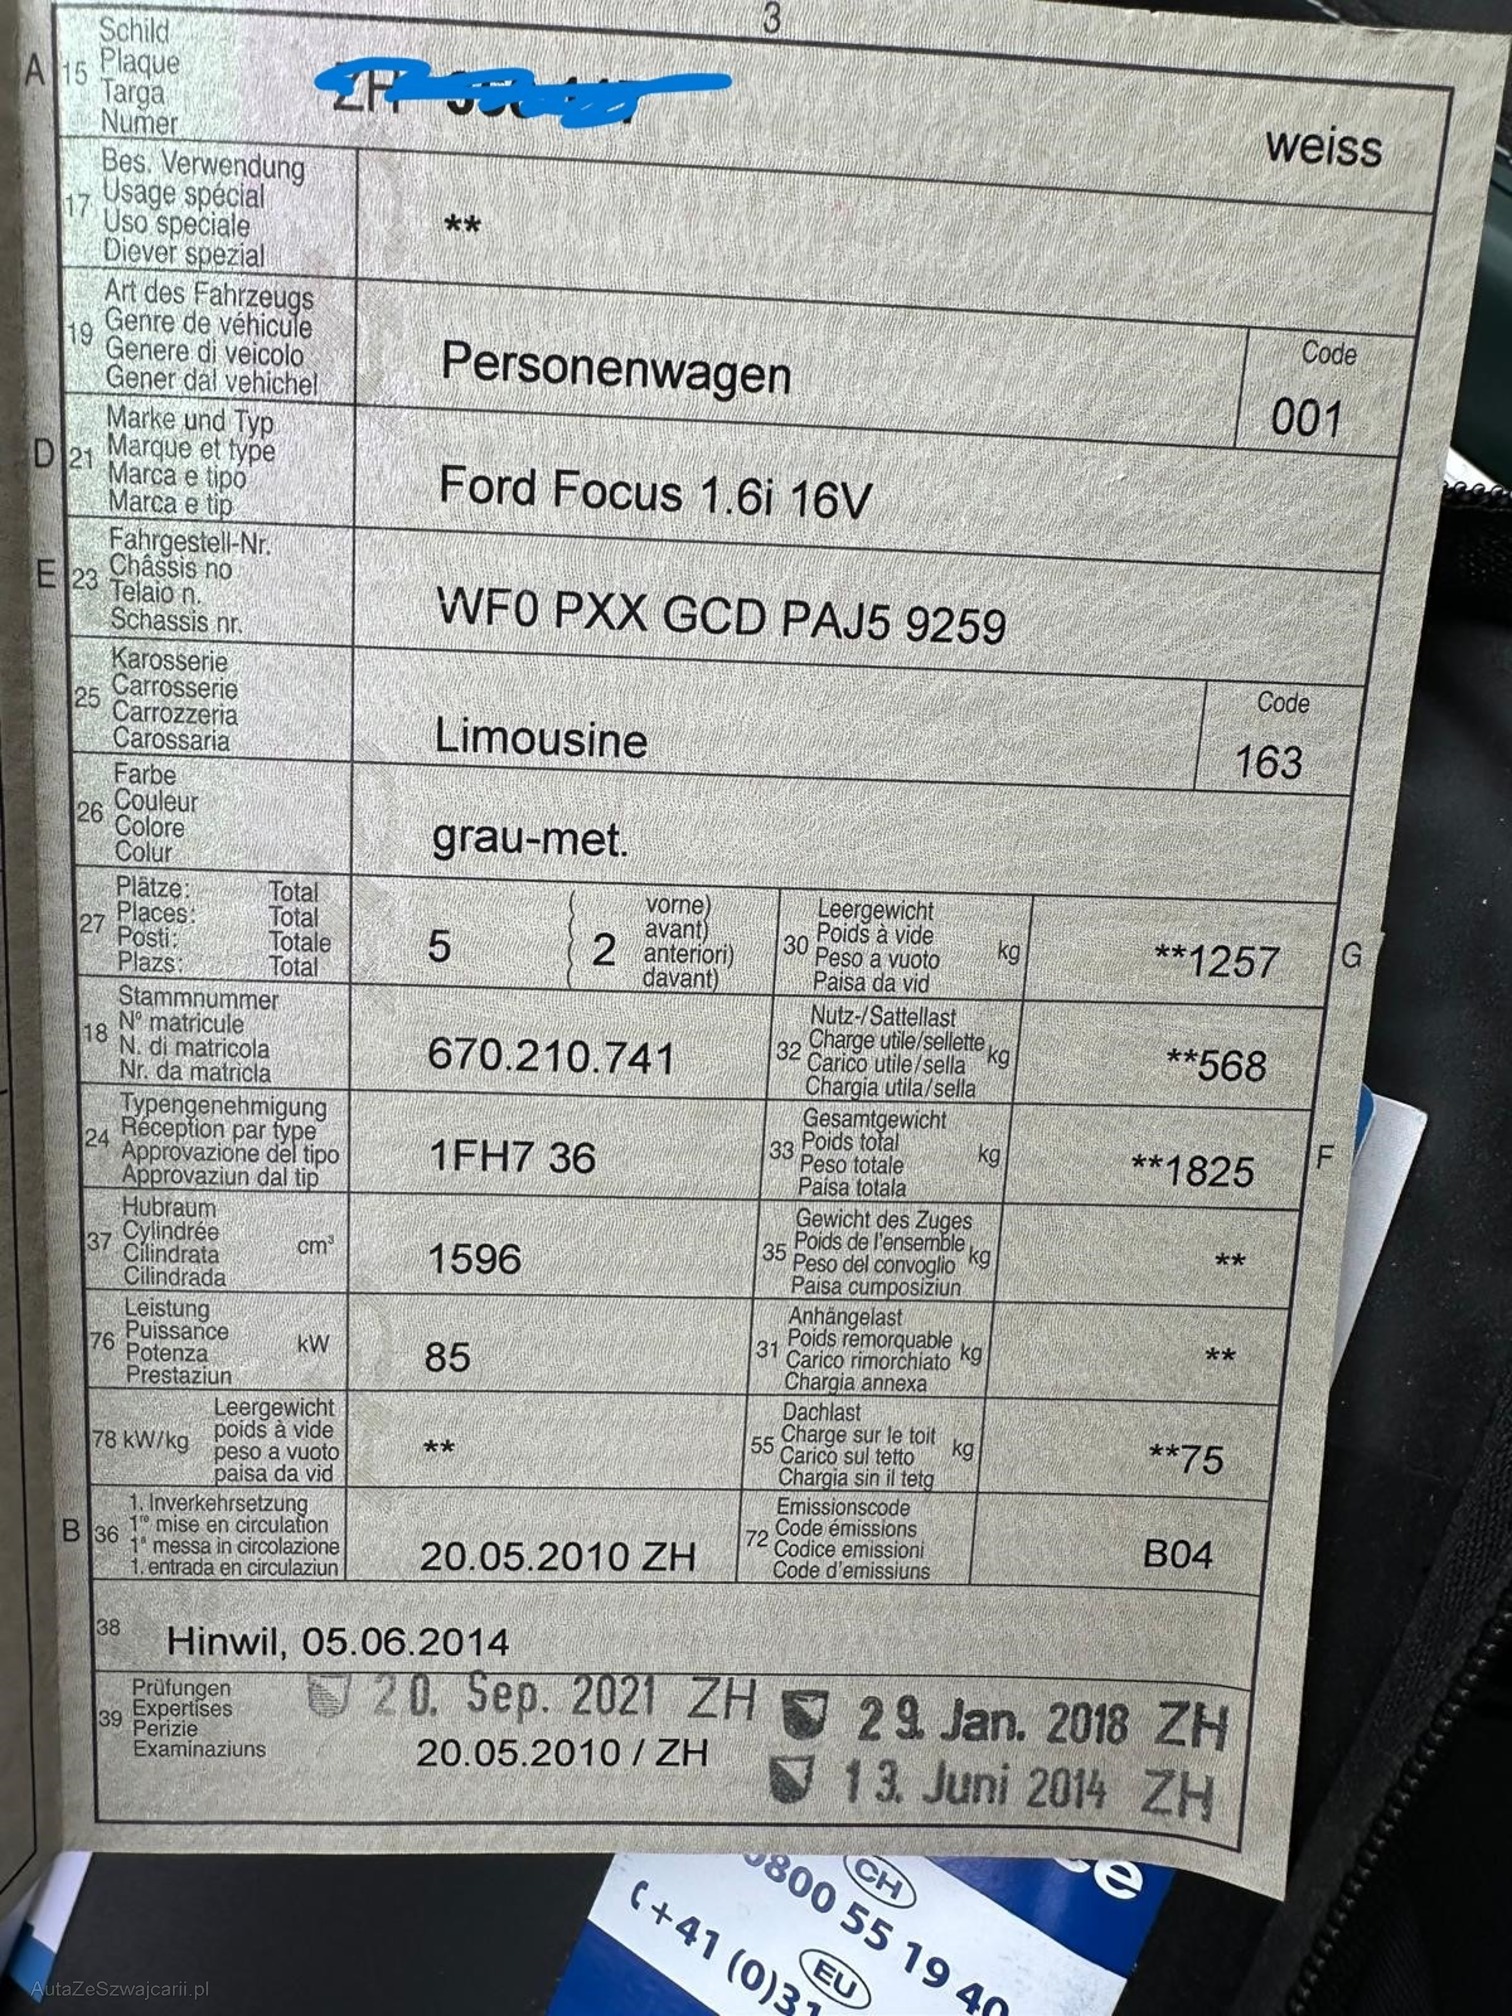 3
A 15 Schild
Plaque
Targa
Numer
ZH
weiss
17 Bes. Verwendung
Usage spécial
Uso speciale
Diever spezial
**
19 Art des Fahrzeugs
Genre de véhicule
Genere di veicolo
Gener dal vehichel
Personenwagen
Code
001
D 21 Marke und Typ
Marque et type
Marca e tipo
Marca e tip
Ford Focus 1.6i 16V
E 23 Fahrgestell-Nr.
Châssis no
Telaio n.
Schassis nr.
WF0 PXX GCD PAJ5 9259
25 Karosserie
Carrosserie
Carrozzeria
Carossaria
Limousine
Code
163
26 Farbe
Couleur
Colore
Colur
grau-met.
27 Plätze: Total
Places: Total
Posti: Totale
Plazs: Total
5
2
vorne)
avant)
anteriori)
davant)
30 Leergewicht
Poids à vide
Peso a vuoto
Paisa da vid
kg
**1257
G
18 Stammnummer
N° matricule
N. di matricola
Nr. da matricla
670.210.741
32 Nutz-/Sattellast
Charge utile/sellette
Carico utile/sella
Chargia utila/sella
kg
**568
24 Typengenehmigung
Réception par type
Approvazione del tipo
Approvaziun dal tip
1FH7 36
33 Gesamtgewicht
Poids total
Peso totale
Paisa totala
kg
**1825
F
37 Hubraum
Cylindrée
Cilindrata
Cilindrada
cm³
1596
35 Gewicht des Zuges
Poids de l'ensemble
Peso del convoglio
Paisa cumposiziun
kg
**
76 Leistung
Puissance
Potenza
Prestaziun
kW
85
31 Anhängelast
Poids remorquable
Carico rimorchiato
Chargia annexa
kg
**
78 kW/kg
Leergewicht
poids à vide
peso a vuoto
paisa da vid
**
55 Dachlast
Charge sur le toit
Carico sul tetto
Chargia sin il tetg
kg
**75
B 36 1. Inverkehrsetzung
1re mise en circulation
1a messa in circolazione
1. entrada en circulaziun
20.05.2010 ZH
72 Emissionscode
Code émissions
Codice emissioni
Code d'emissiuns
B04
38 Hinwil, 05.06.2014
39 Prüfungen
Expertises
Perizie
Examinaziuns
20. Sep. 2021 ZH
29. Jan. 2018 ZH
20.05.2010 / ZH
13. Juni 2014 ZH
CH
0800 55 19 40
EU
(+41 (0)31
AutaZeSzwajcarii.pl